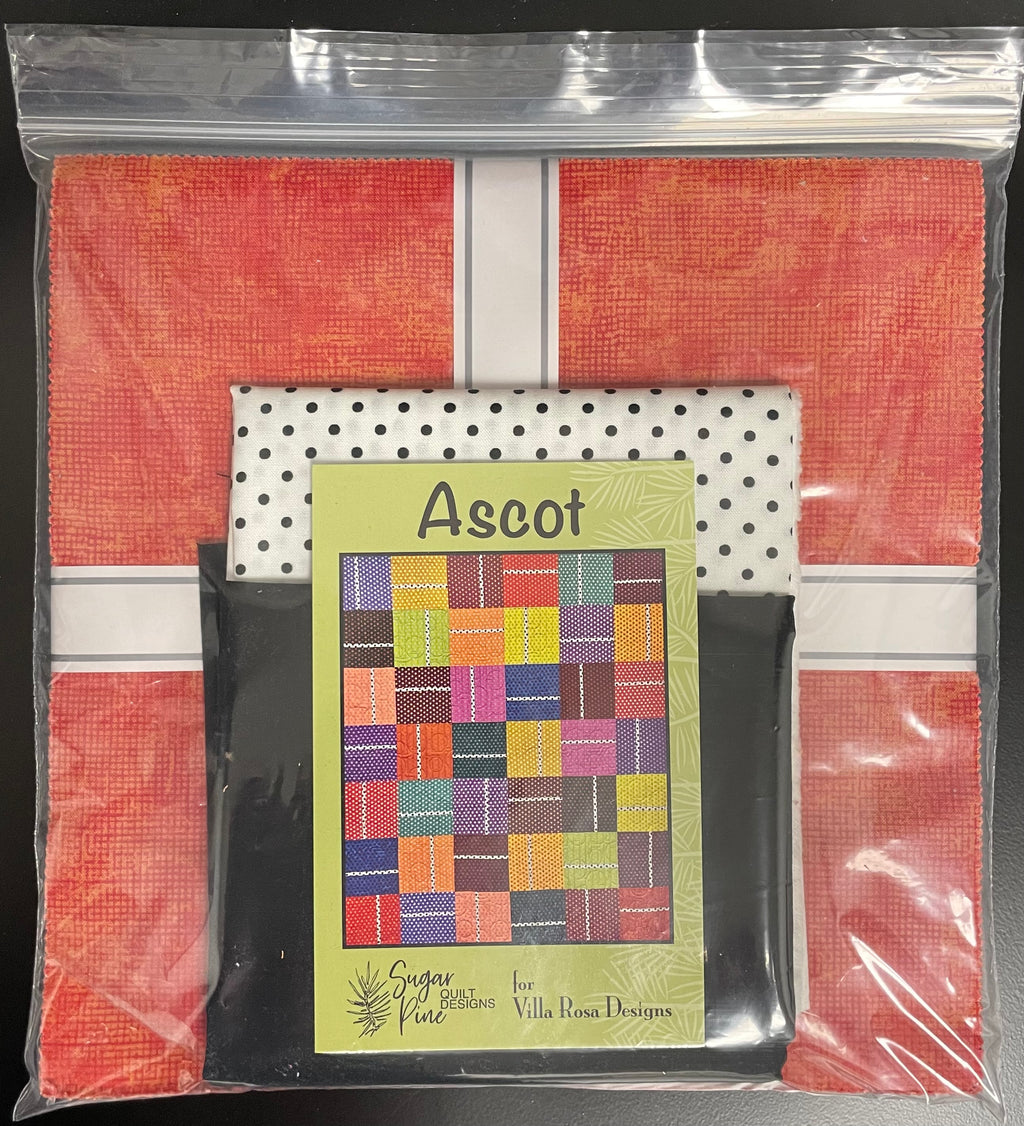 Ascot
Sugar
Pine
QUILT
DESIGNS
for
Villa Rosa Designs